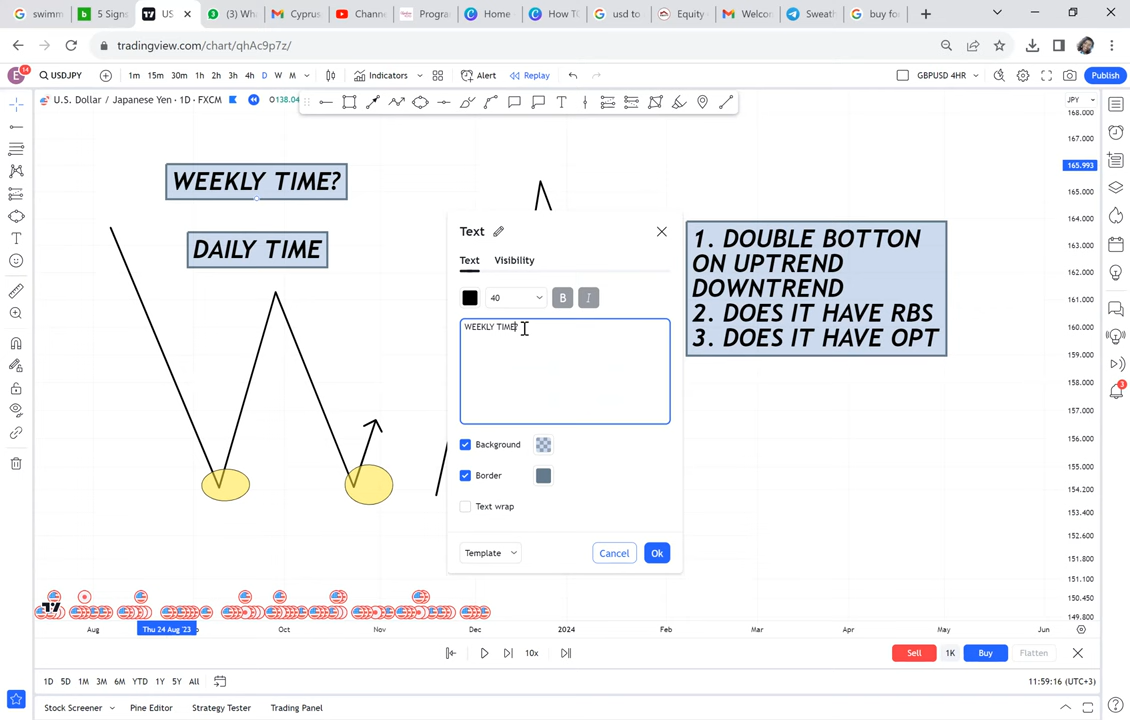 swimm
5 Signs
US
(3) Wh
Cyprus
Chann
Progra
Home
How TO
usd to
Equity
Welcon
Sweat
buy fo
tradingview.com/chart/qhAc9p7z/
E
14
USDJPY
1m 15m 30m 1h 2h 3h 4h D W M
Indicators
Alert
Replay
GBPUSD 4HR
Publish
U.S. Dollar / Japanese Yen · 1D · FXCM
O138.04
JPY
168.000
167.000
165.993
165.000
164.000
163.000
162.000
161.000
160.000
159.000
158.000
157.000
156.000
155.000
154.200
153.400
152.600
151.800
151.100
150.450
149.800
WEEKLY TIME?
DAILY TIME
Text
Text
Visibility
40
B
I
WEEKLY TIME?
Background
Border
Text wrap
Template
Cancel
Ok
1. DOUBLE BOTTON
ON UPTREND
DOWNTREND
2. DOES IT HAVE RBS
3. DOES IT HAVE OPT
Aug
Thu 24 Aug '23
Oct
Nov
Dec
2024
Feb
Mar
Apr
May
Jun
10x
Sell
1K
Buy
Flatten
1D 5D 1M 3M 6M YTD 1Y 5Y All
11:59:16 (UTC+3)
Stock Screener
Pine Editor
Strategy Tester
Trading Panel
3